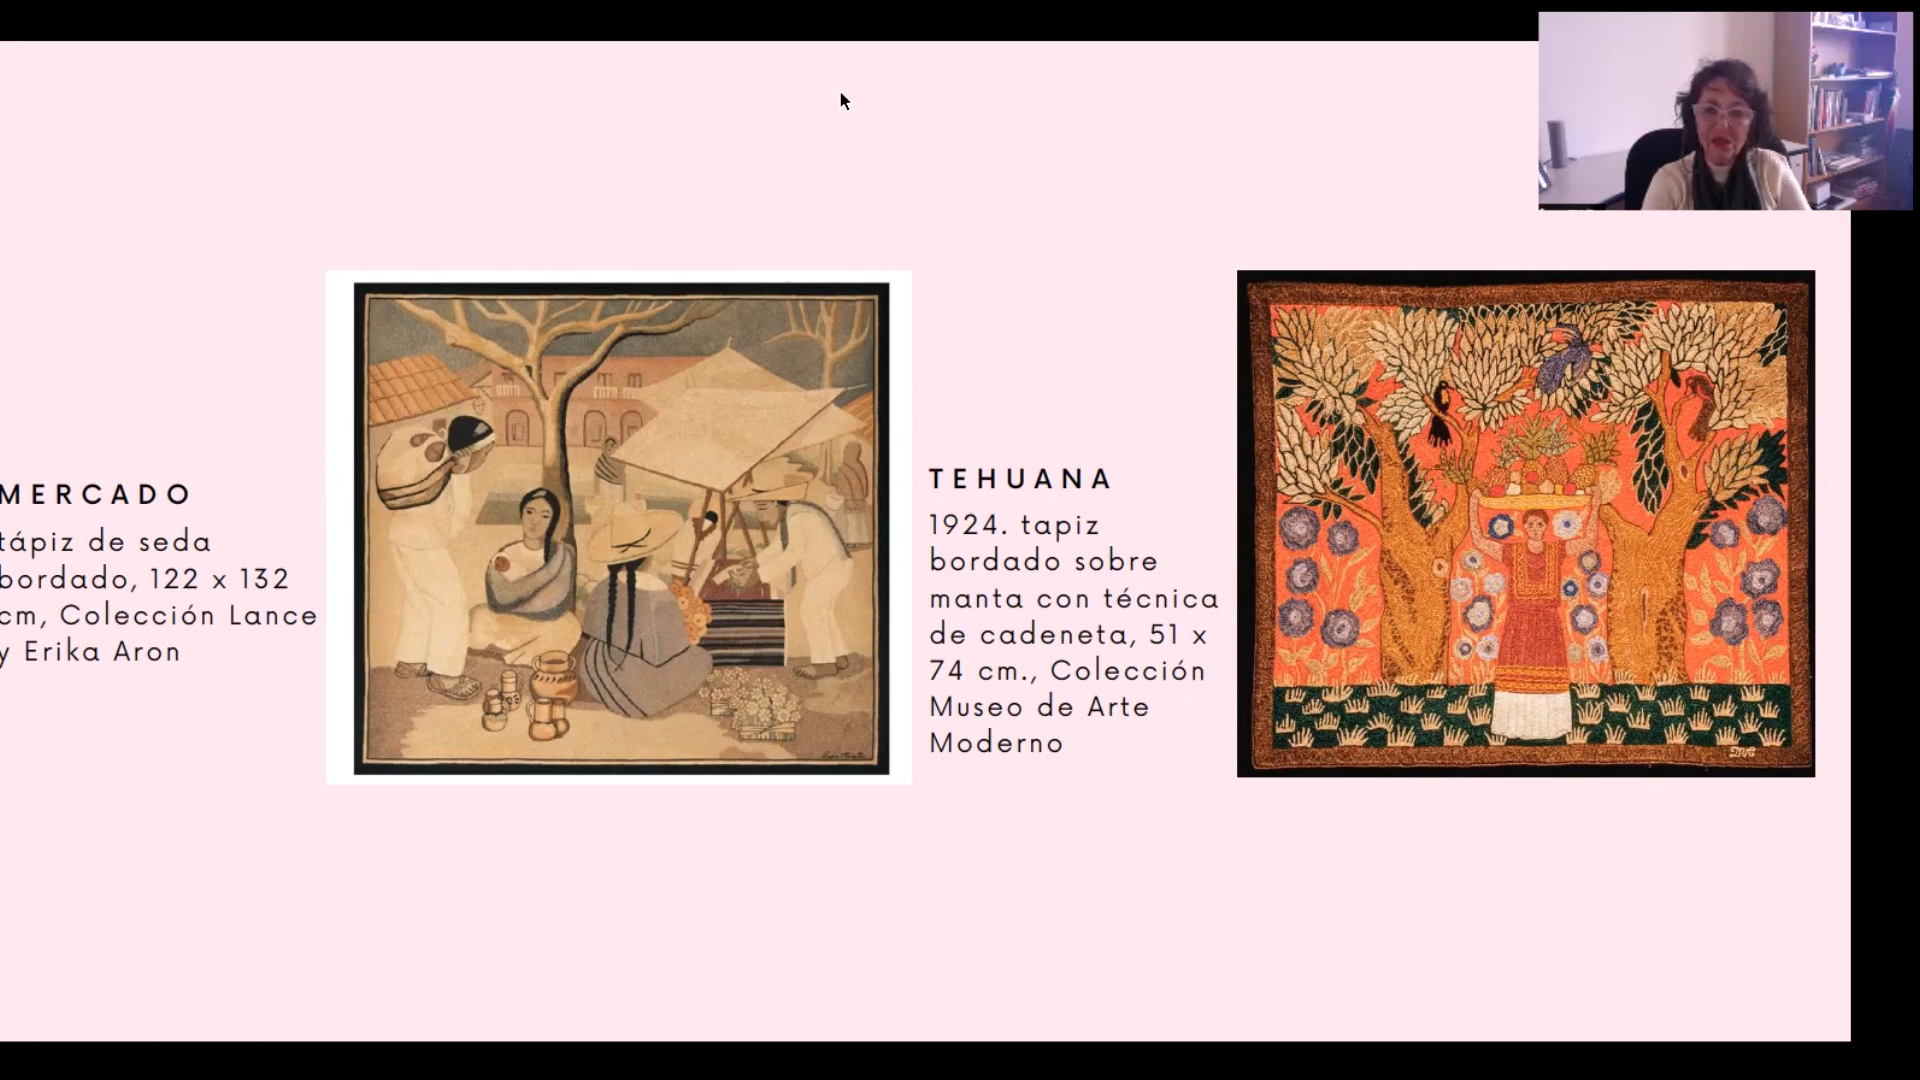 MERCADO
tápiz de seda
bordado, 122 x 132
cm, Colección Lance
y Erika Aron
TEHUANA
1924. tapiz
bordado sobre
manta con técnica
de cadeneta, 51 x
74 cm., Colección
Museo de Arte
Moderno